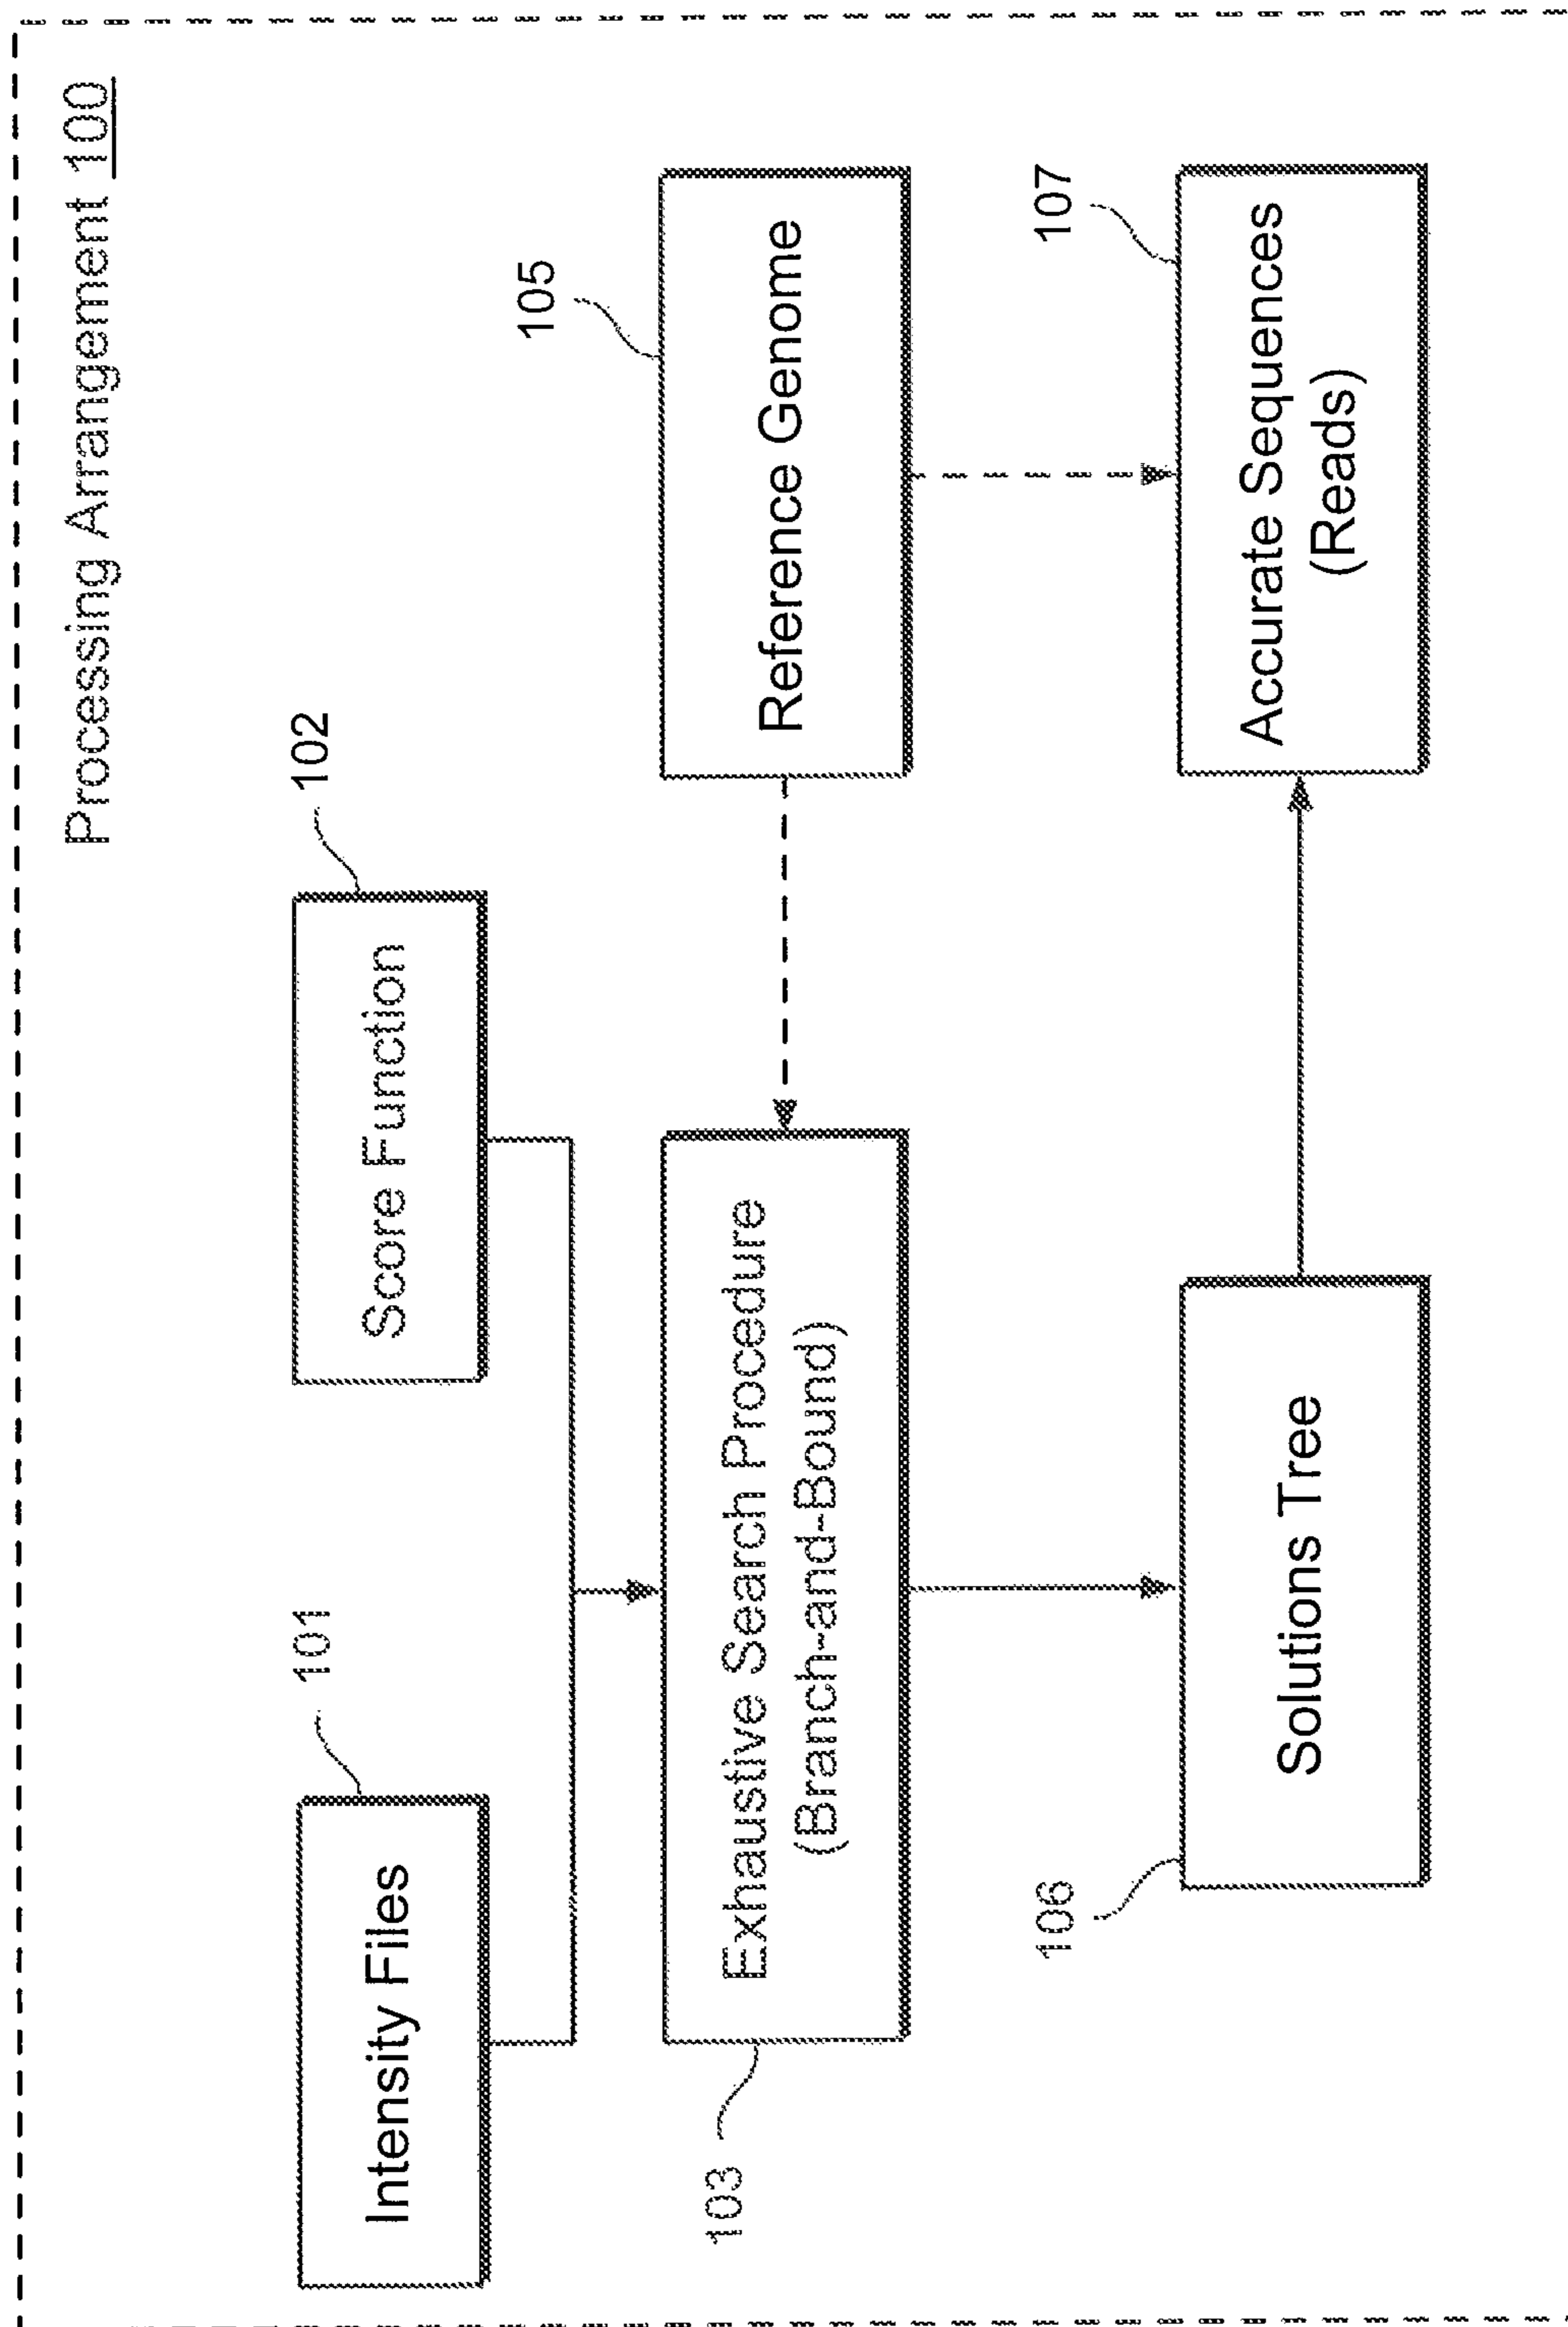 Processing Arrangement 100
101
102
Intensity Files
Score Function
105
103
Exhaustive Search Procedure
(Branch-and-Bound)
Reference Genome
106
107
Solutions Tree
Accurate Sequences
(Reads)